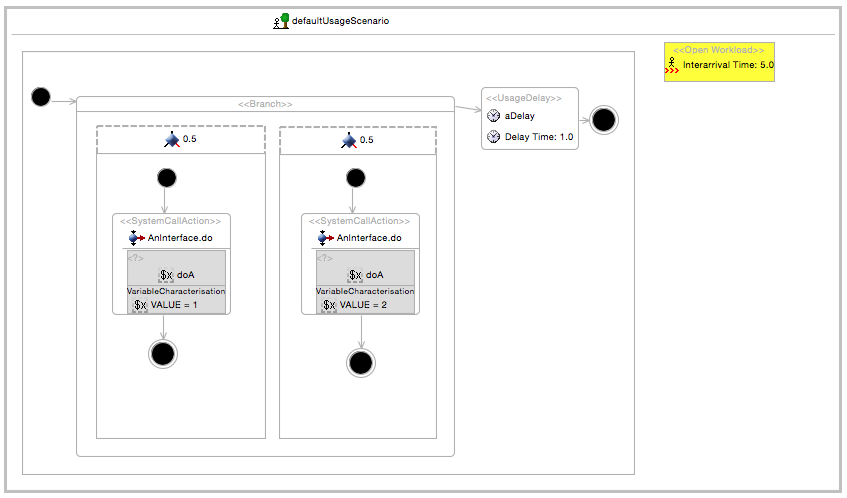 defaultUsageScenario
<<Open Workload>>
Interarrival Time: 5.0
<<Branch>>
<<UsageDelay>>
aDelay
Delay Time: 1.0
0.5
0.5
<<SystemCallAction>>
AnInterface.do
<?>
$x doA
VariableCharacterisation
$x VALUE = 1
<<SystemCallAction>>
AnInterface.do
<?>
$x doA
VariableCharacterisation
$x VALUE = 2